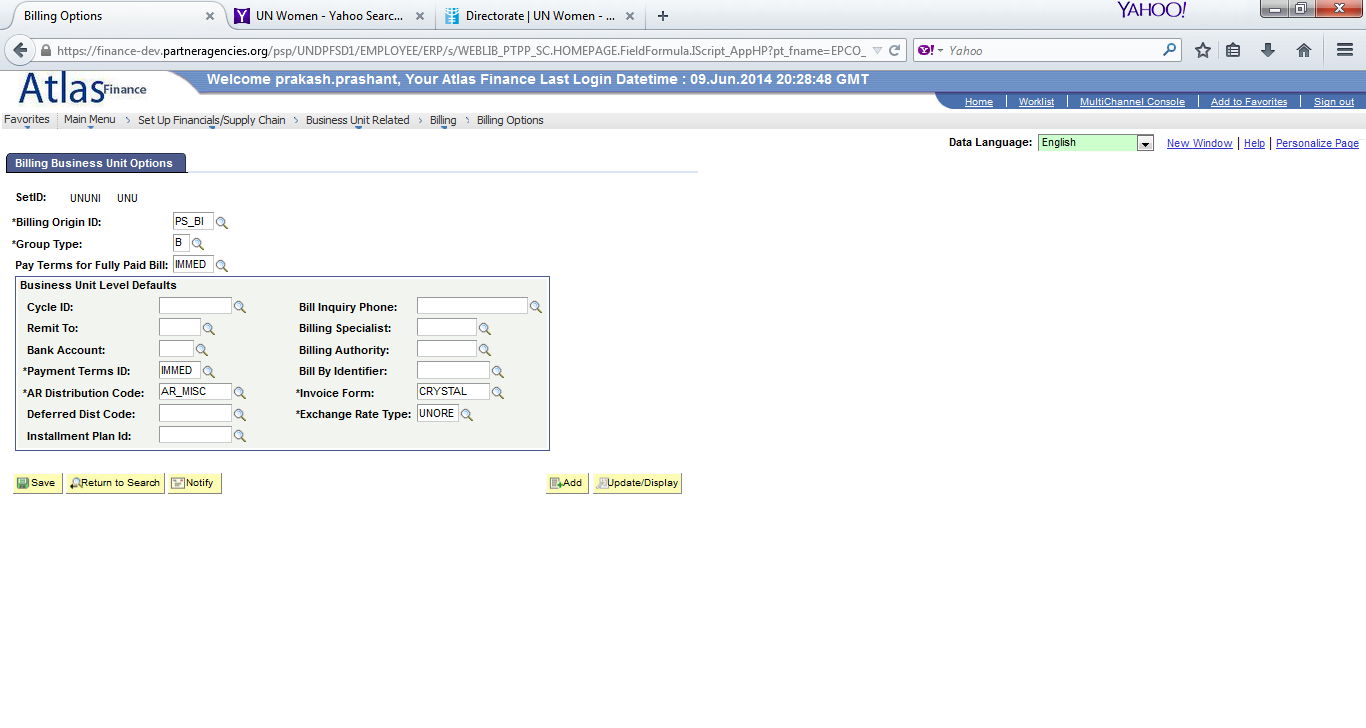 Billing Options
UN Women - Yahoo Searc...
Directorate | UN Women - ...
YAHOO!
https://finance-dev.partneragencies.org/psp/UNDPFSD1/EMPLOYEE/ERP/s/WEBLIB_PTPP_SC.HOMEPAGE.FieldFormula.IScript_AppHP?pt_fname=EPCO_
Yahoo
Atlas Finance
Welcome prakash.prashant, Your Atlas Finance Last Login Datetime : 09.Jun.2014 20:28:48 GMT
Home Worklist MultiChannel Console Add to Favorites Sign out
Favorites Main Menu > Set Up Financials/Supply Chain > Business Unit Related > Billing > Billing Options
Data Language: English New Window | Help | Personalize Page
Billing Business Unit Options
SetID: UNUNI UNU
*Billing Origin ID: PS_BI
*Group Type: B
Pay Terms for Fully Paid Bill: IMMED
Business Unit Level Defaults
Cycle ID: Bill Inquiry Phone:
Remit To: Billing Specialist:
Bank Account: Billing Authority:
*Payment Terms ID: IMMED Bill By Identifier:
*AR Distribution Code: AR_MISC *Invoice Form: CRYSTAL
Deferred Dist Code: *Exchange Rate Type: UNORE
Installment Plan Id:
Save Return to Search Notify Add Update/Display